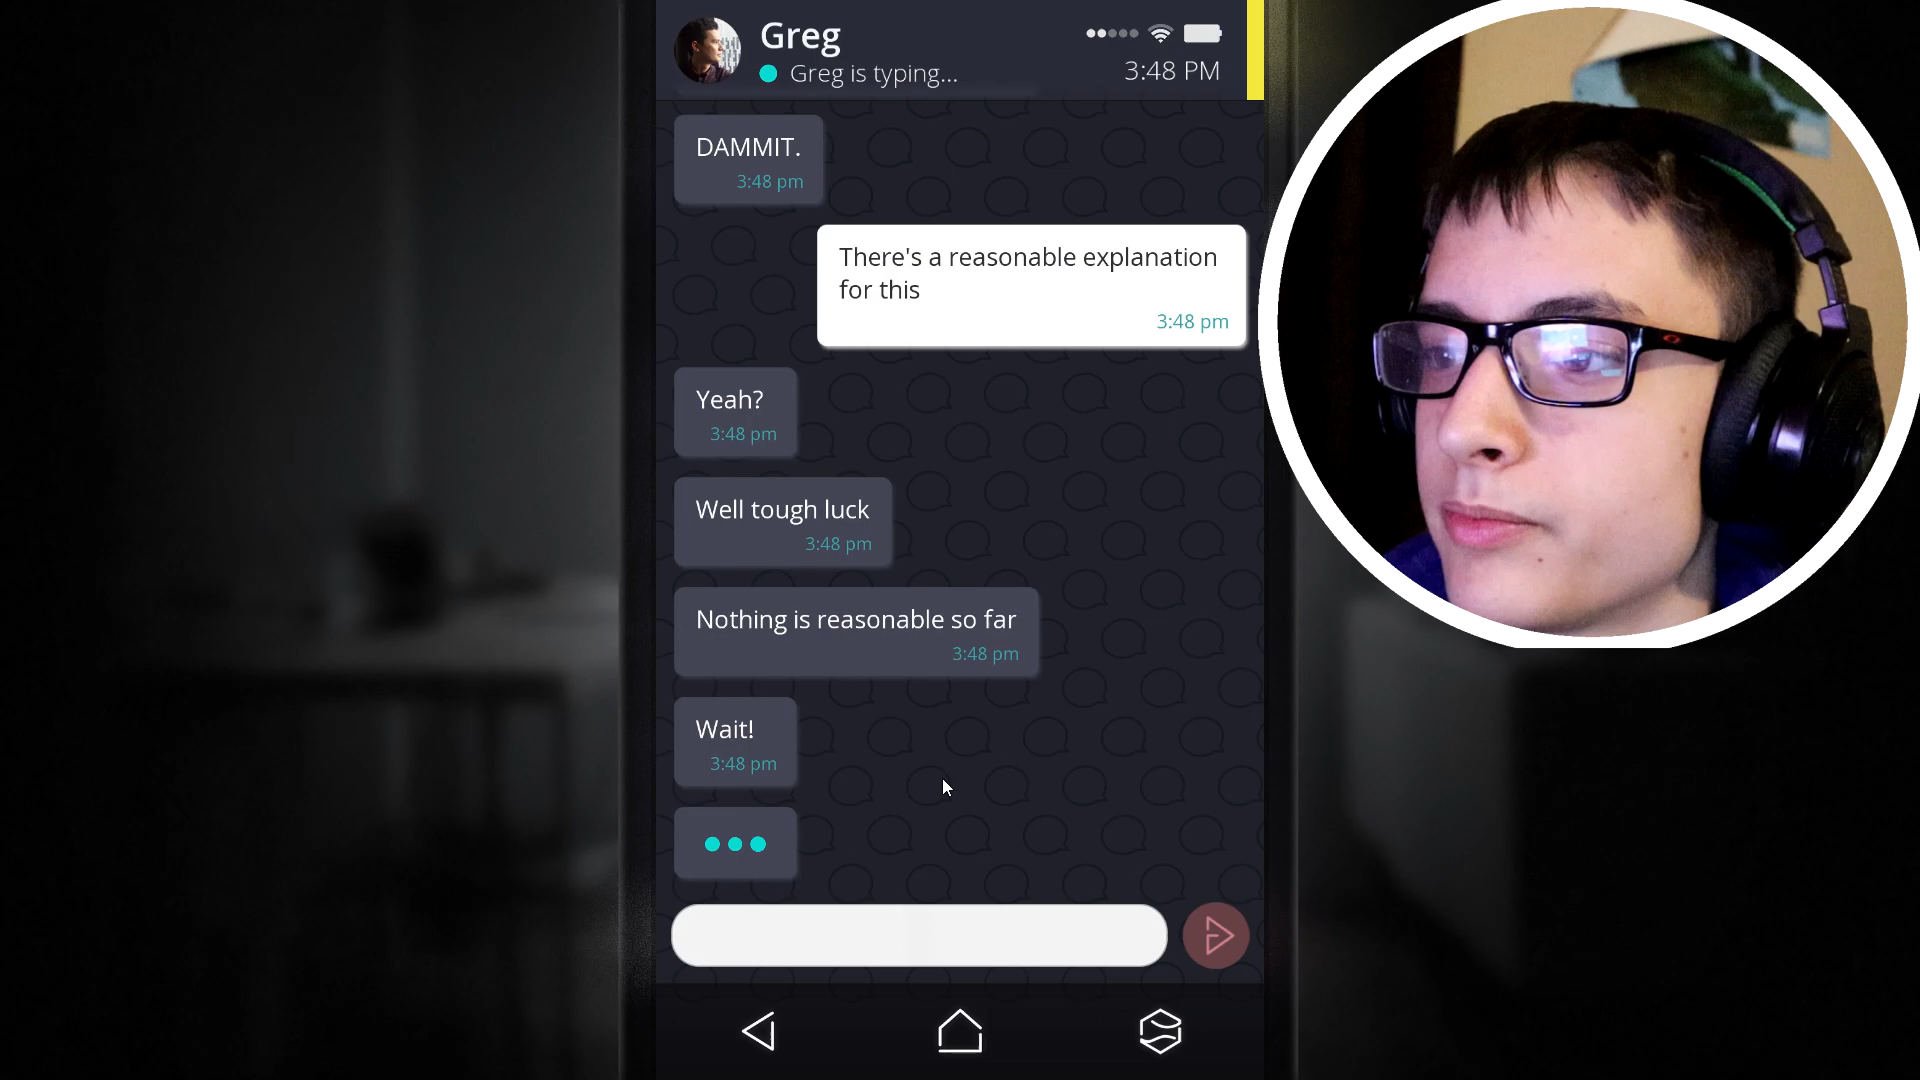 Greg
Greg is typing...
3:48 PM
DAMMIT.
3:48 pm
There's a reasonable explanation
for this
3:48 pm
Yeah?
3:48 pm
Well tough luck
3:48 pm
Nothing is reasonable so far
3:48 pm
Wait!
3:48 pm